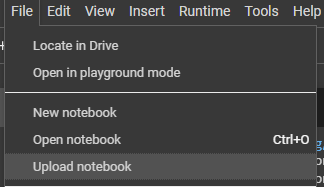 File Edit View Insert Runtime Tools Help
Locate in Drive
Open in playground mode
New notebook
Open notebook Ctrl+O
Upload notebook